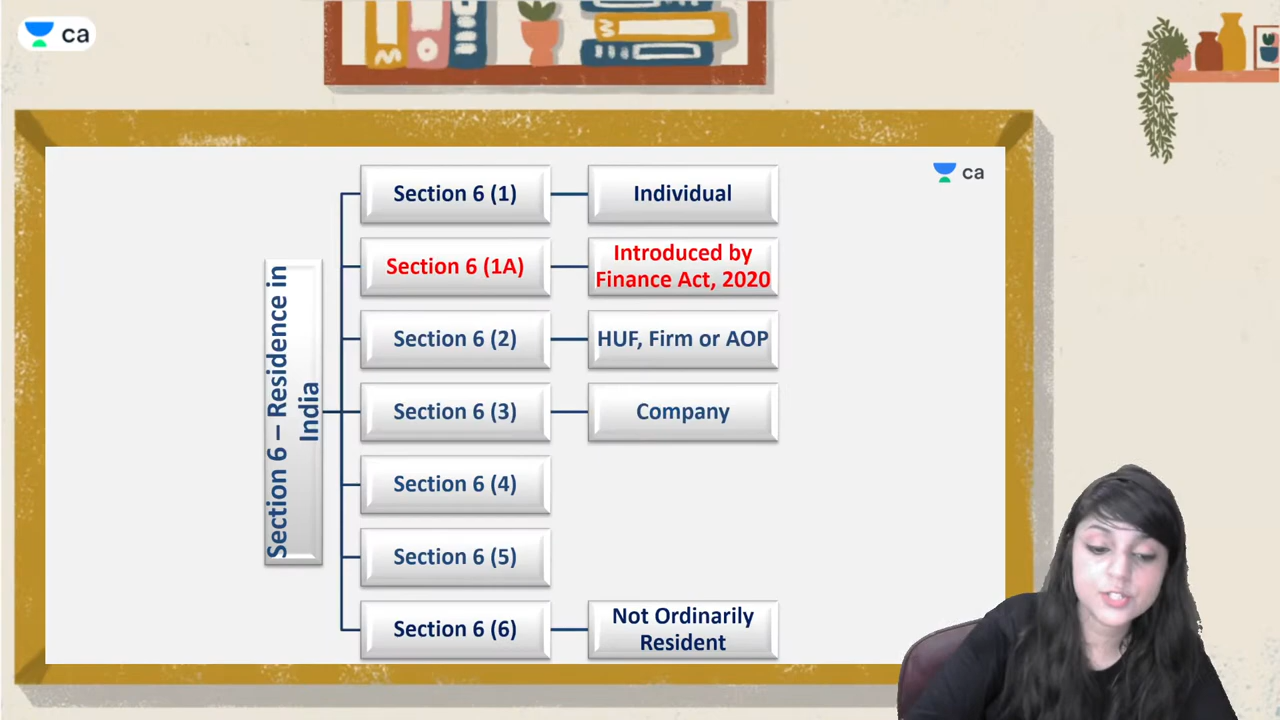 ca
ca
Section 6 – Residence in
India
Section 6 (1)
Individual
Section 6 (1A)
Introduced by
Finance Act, 2020
Section 6 (2)
HUF, Firm or AOP
Section 6 (3)
Company
Section 6 (4)
Section 6 (5)
Section 6 (6)
Not Ordinarily
Resident